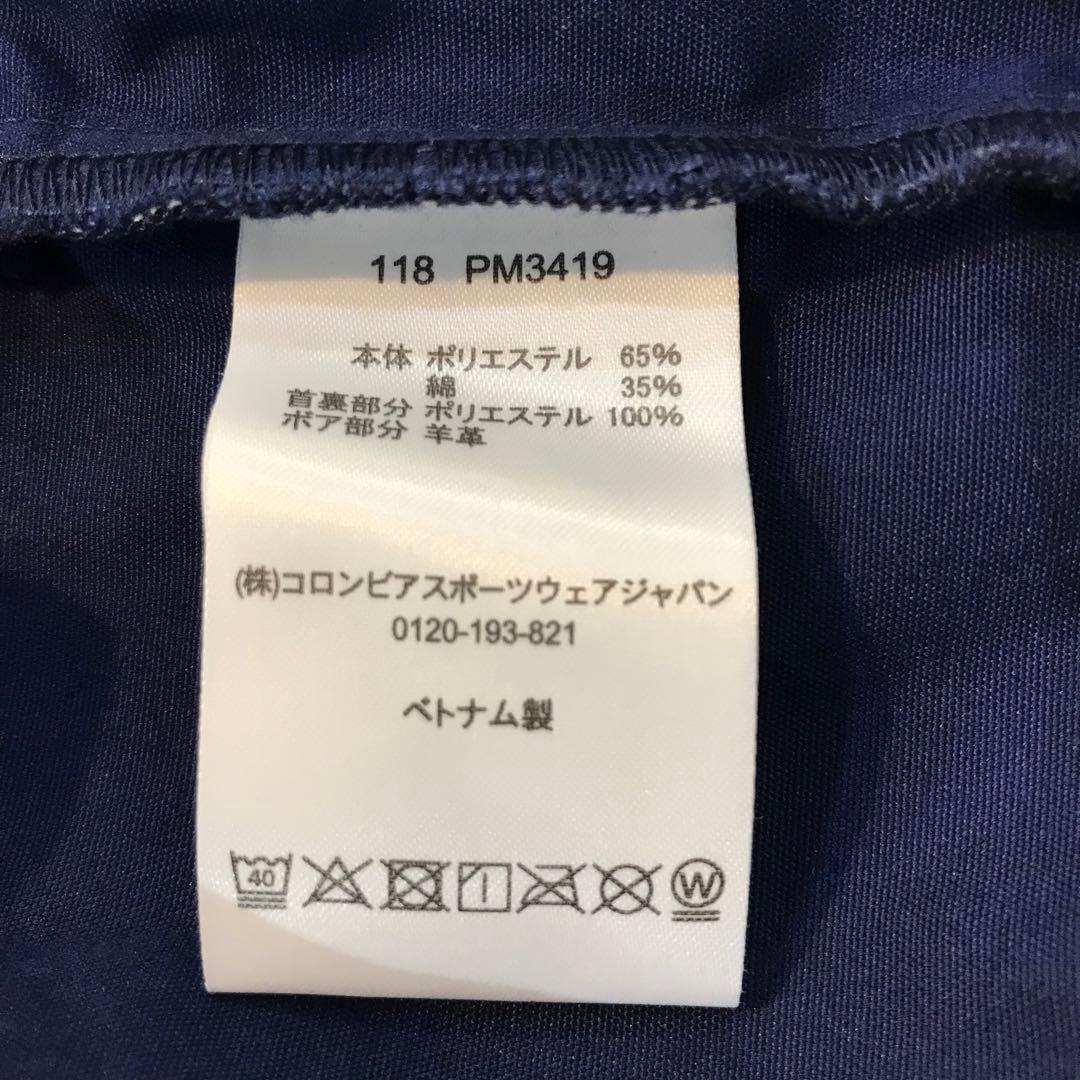 118 PM3419
本体 ポリエステル 65%
綿 35%
首裏部分 ポリエステル 100%
ボア部分 羊革
(株)コロンビアスポーツウェアジャパン
0120-193-821
ベトナム製
40
W